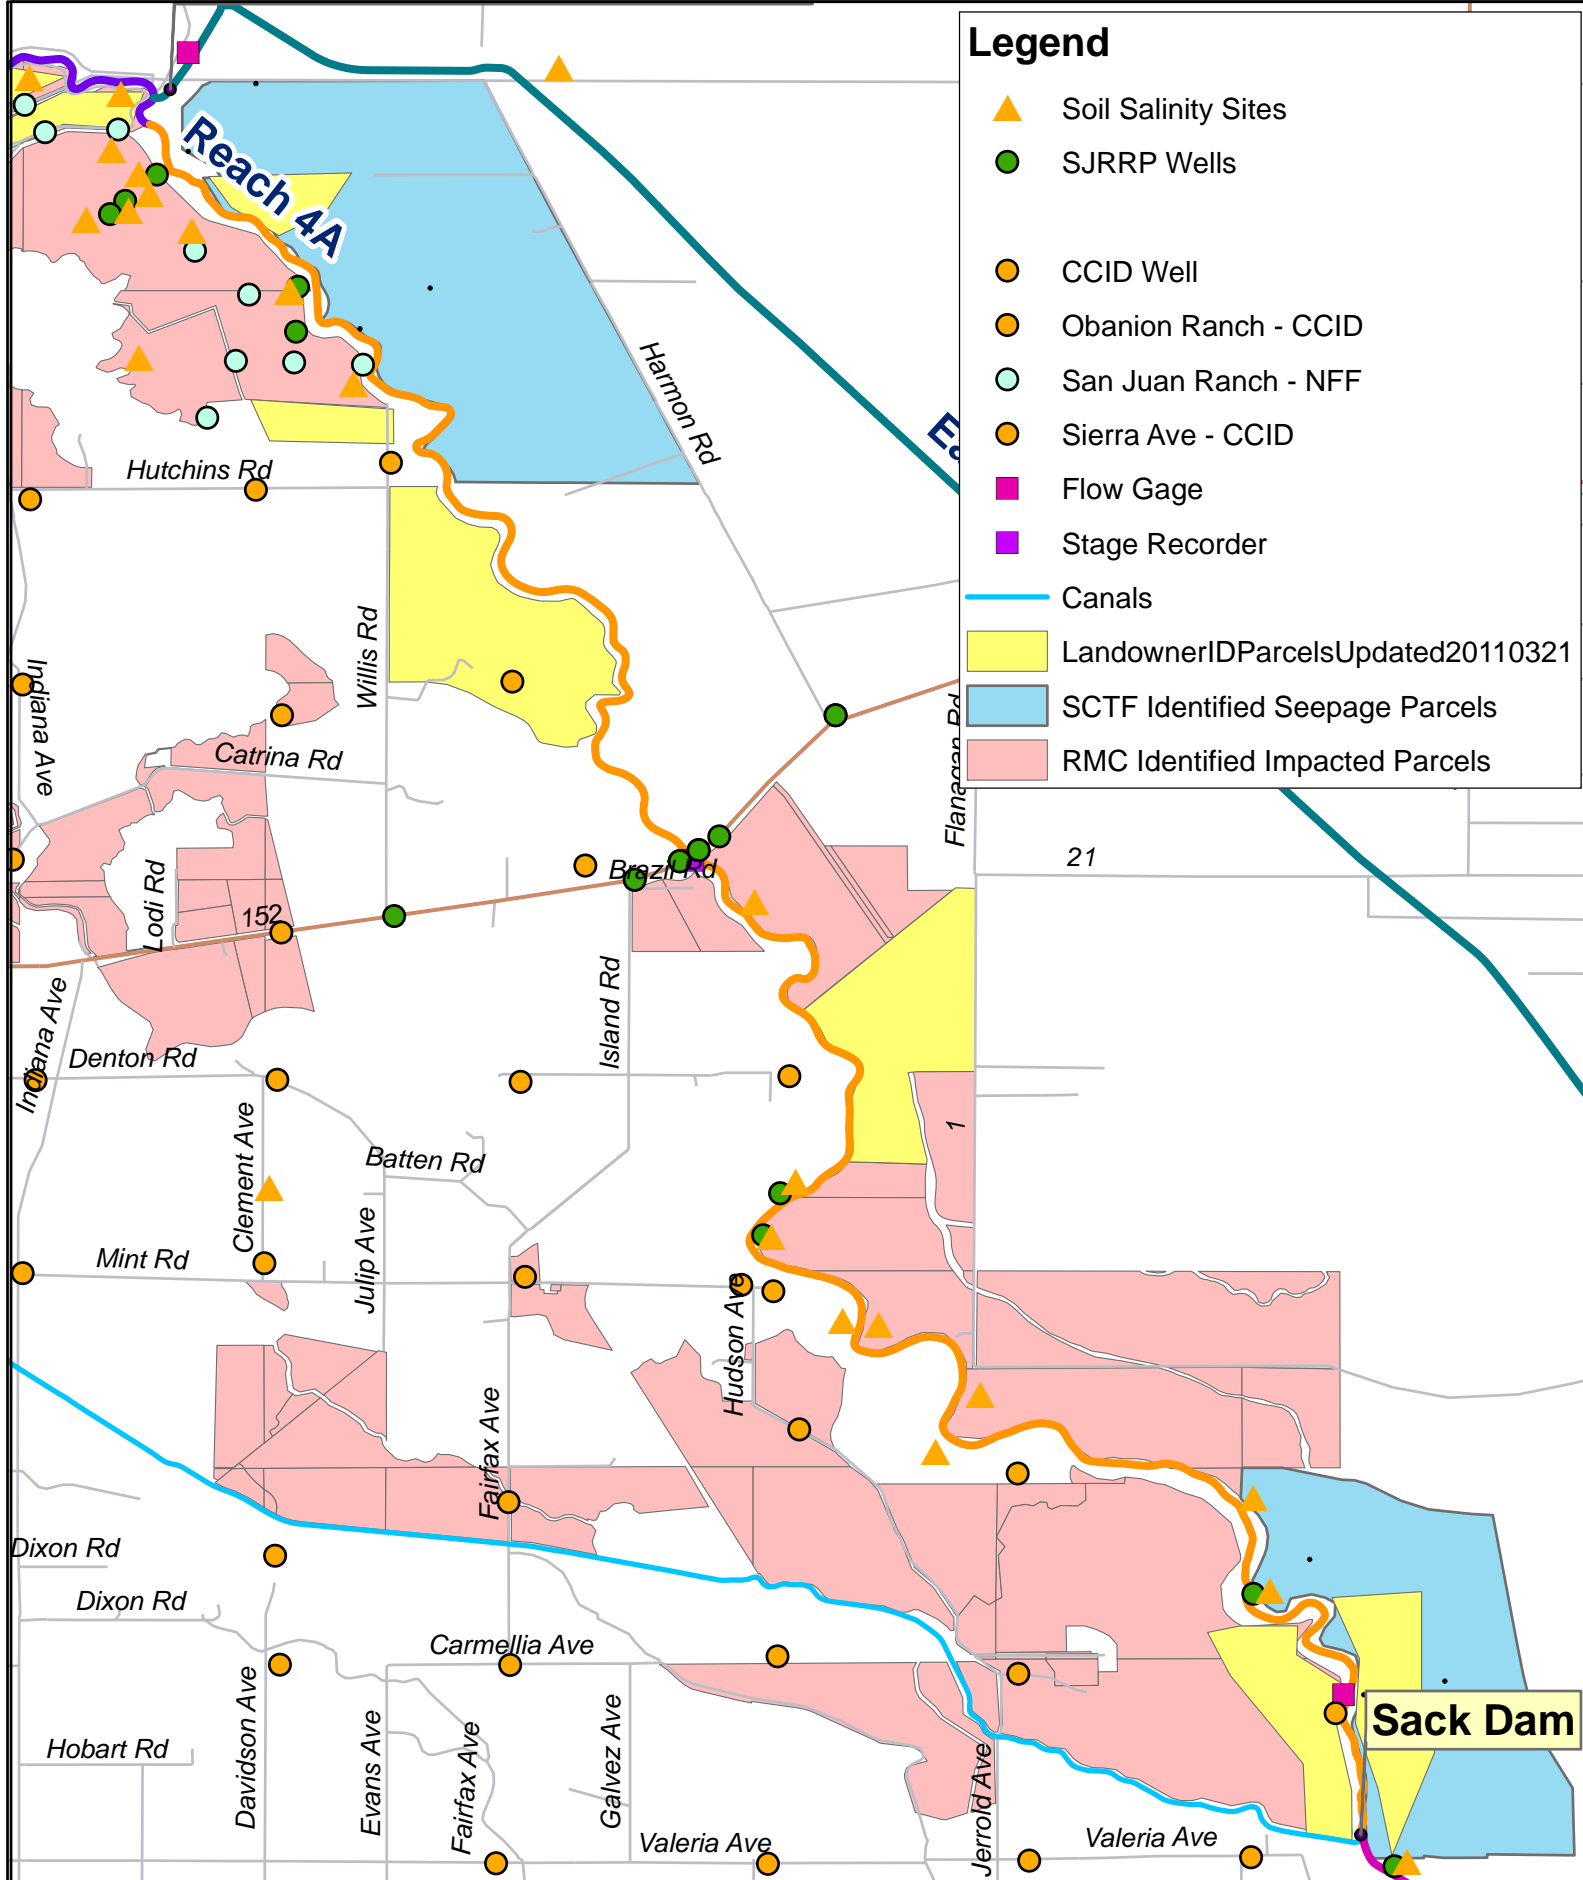 Legend
Soil Salinity Sites
SJRRP Wells
CCID Well
Obanion Ranch - CCID
San Juan Ranch - NFF
Sierra Ave - CCID
Flow Gage
Stage Recorder
Canals
LandownerIDParcelsUpdated20110321
SCTF Identified Seepage Parcels
RMC Identified Impacted Parcels
Reach 4A
Harmon Rd
Ea
Hutchins Rd
Willis Rd
Indiana Ave
Catrina Rd
Flanagan Rd
21
Brazil Rd
Lodi Rd
152
Island Rd
Indiana Ave
Denton Rd
1
Clement Ave
Batten Rd
Julip Ave
Mint Rd
Hudson Ave
Fairfax Ave
Dixon Rd
Dixon Rd
Carmellia Ave
Davidson Ave
Evans Ave
Fairfax Ave
Galvez Ave
Hobart Rd
Sack Dam
Jerrold Ave
Valeria Ave
Valeria Ave